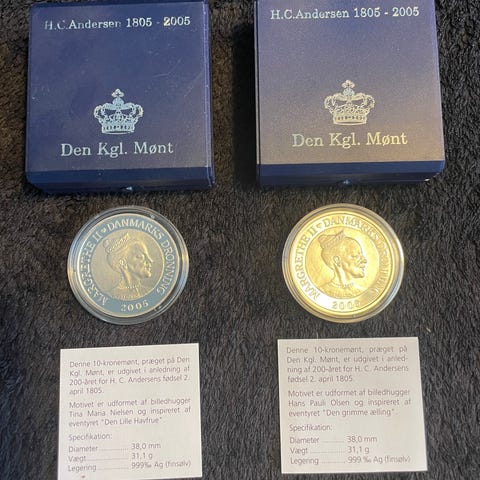 H.C.Andersen 1805 - 2005
Den Kgl. Mønt
H.C.Andersen 1805 - 2005
Den Kgl. Mønt
MARGRETHE II DANMARKS DRONNING
2005
MARGRETHE II DANMARKS DRONNING
Denne 10-kronemønt, præget på Den
Kgl. Mønt, er udgivet i anledning af
200-året for H. C. Andersens fødsel 2.
april 1805.
Motivet er udformet af billedhugger
Tina Maria Nielsen og inspireret af
eventyret "Den Lille Havfrue"
Specifikation:
Diameter 38,0 mm
Vægt 31,1 g
Legering 999‰ Ag (finsølv)
Denne 10-kronemønt, præget på
Den Kgl. Mønt, er udgivet i anled-
ning af 200-året for H. C. Andersens
fødsel 2. april 1805.
Motivet er udformet af billedhugger
Hans Pauli Olsen og inspireret af
eventyret "Den grimme ælling"
Specifikation:
Diameter 38,0 mm
Vægt 31,1 g
Legering 999‰ Ag (finsølv)